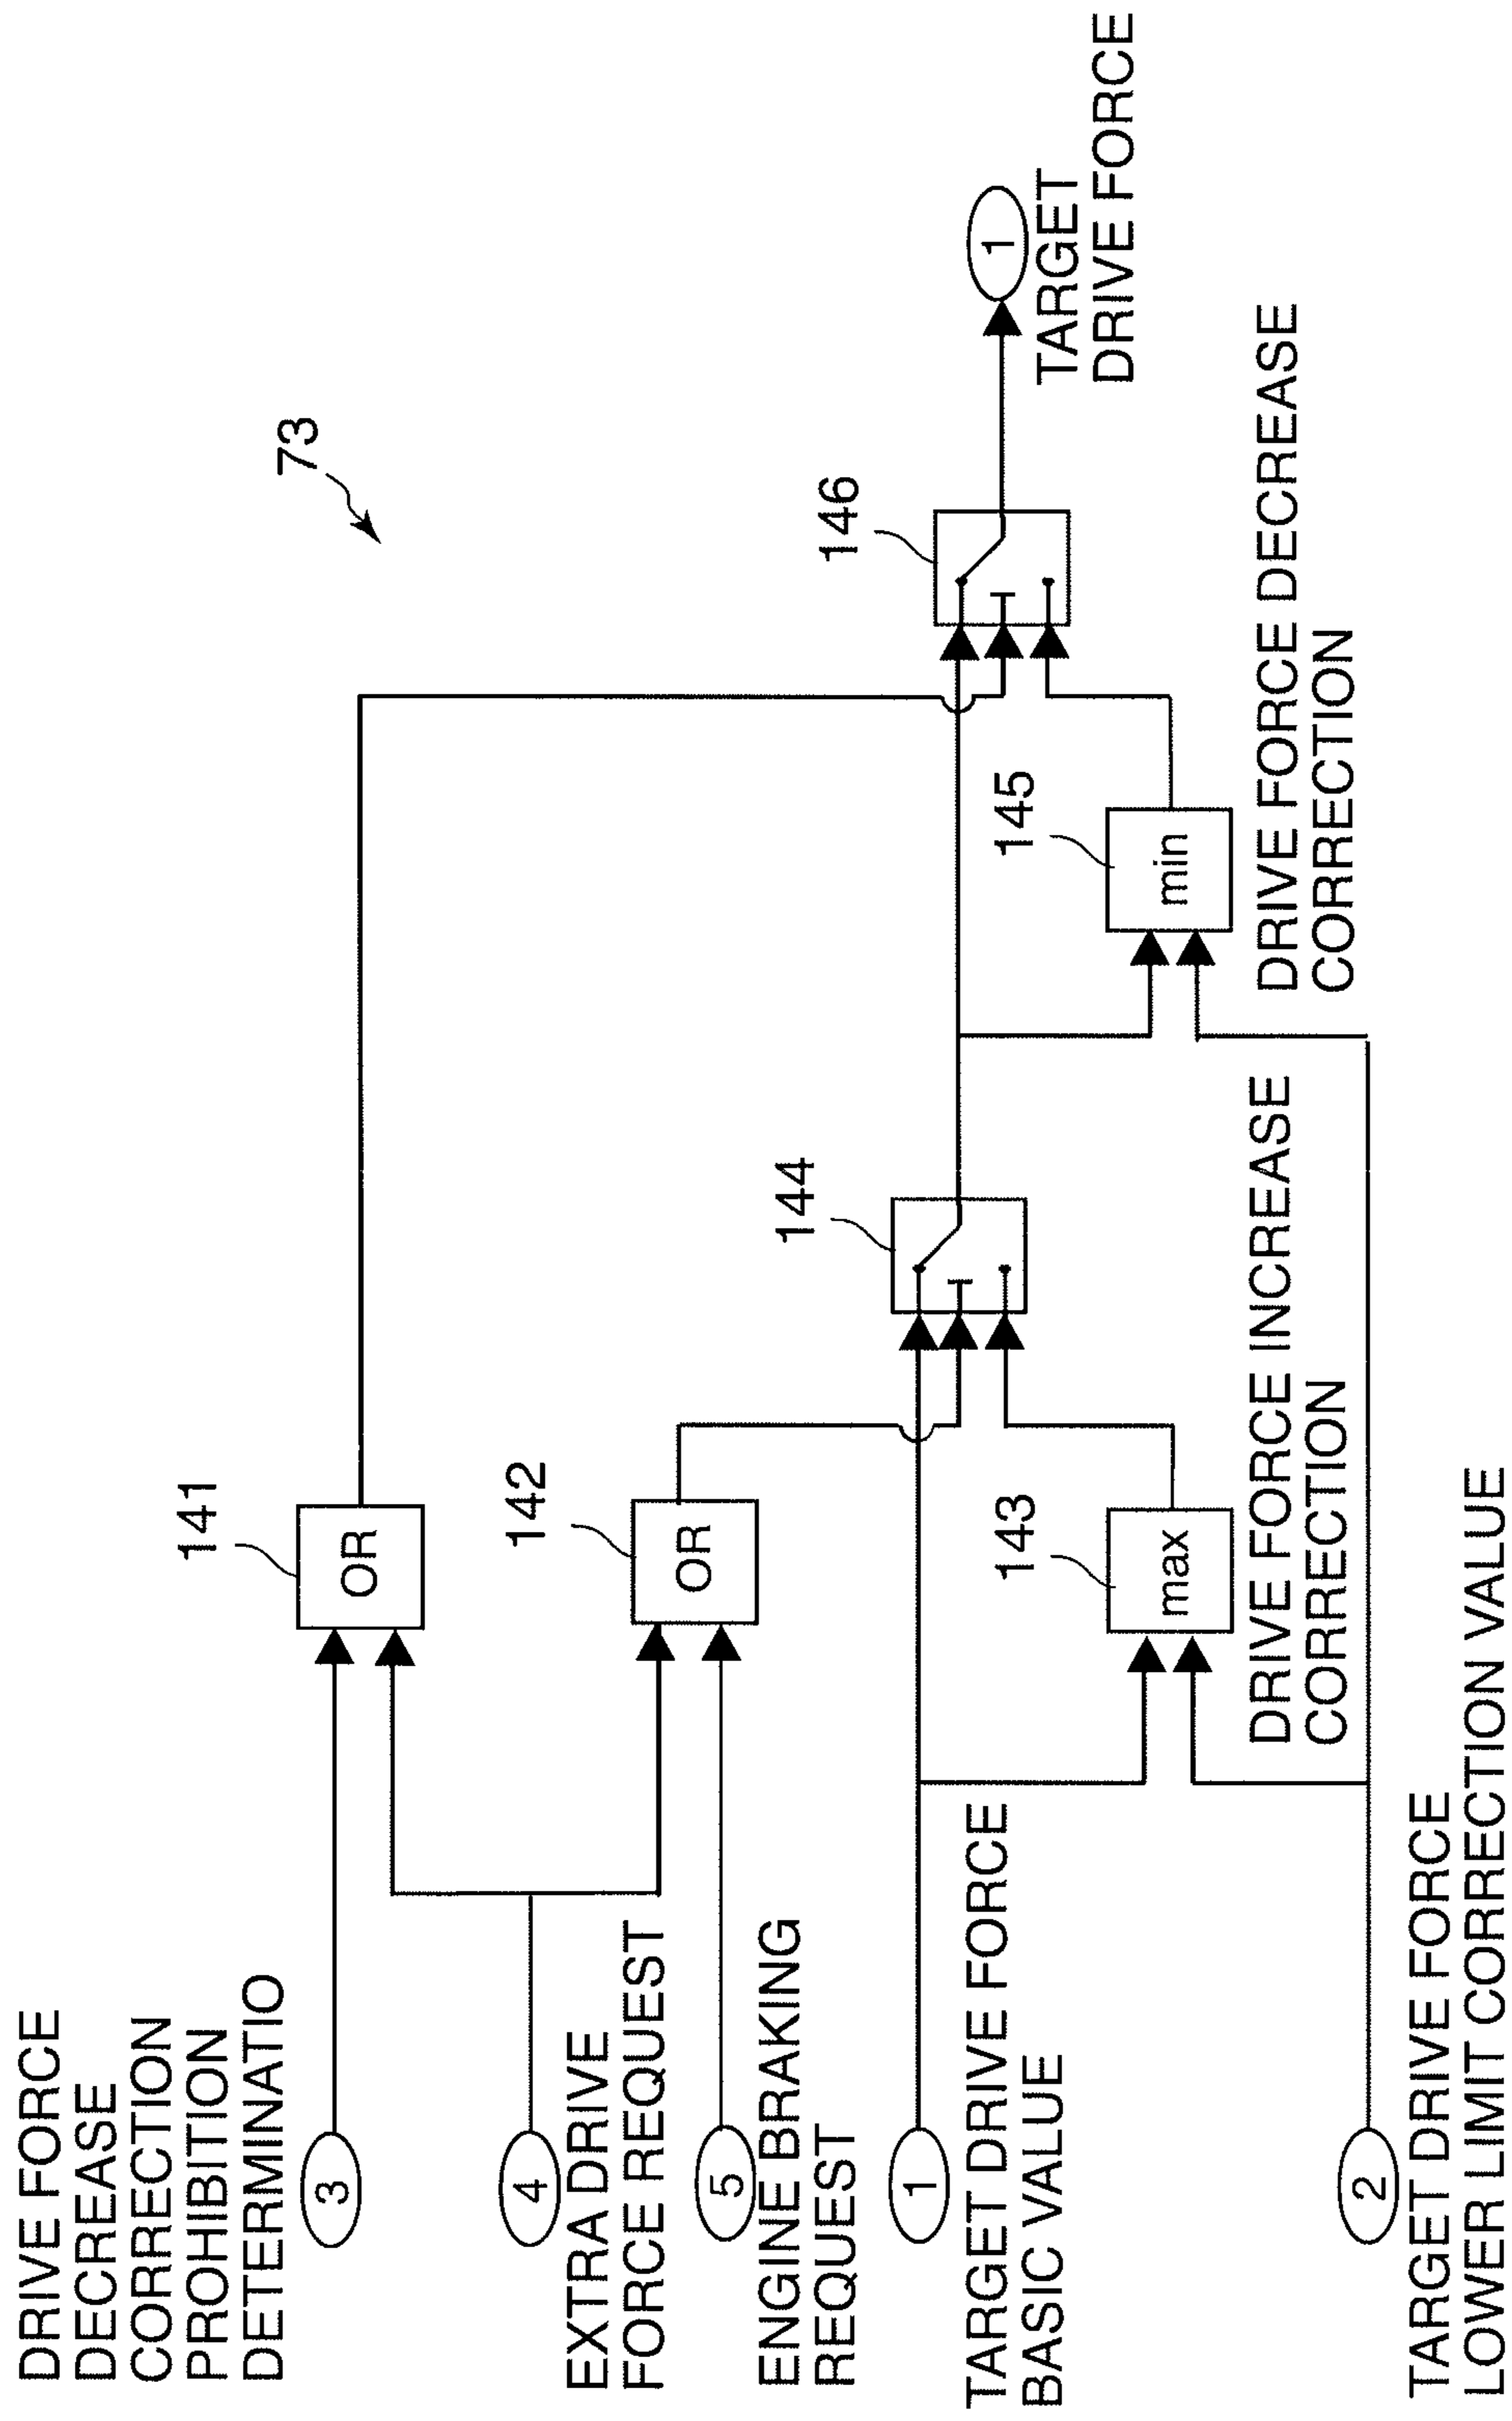 73
DRIVE FORCE
DECREASE
CORRECTION
PROHIBITION
DETERMINATIO
3
141
OR
4
EXTRA DRIVE
FORCE REQUEST
142
OR
5
ENGINE BRAKING
REQUEST
144
146
1
TARGET DRIVE FORCE
BASIC VALUE
1
TARGET
DRIVE FORCE
143
max
DRIVE FORCE INCREASE
CORRECTION
145
min
DRIVE FORCE DECREASE
CORRECTION
2
TARGET DRIVE FORCE
LOWER LIMIT CORRECTION VALUE